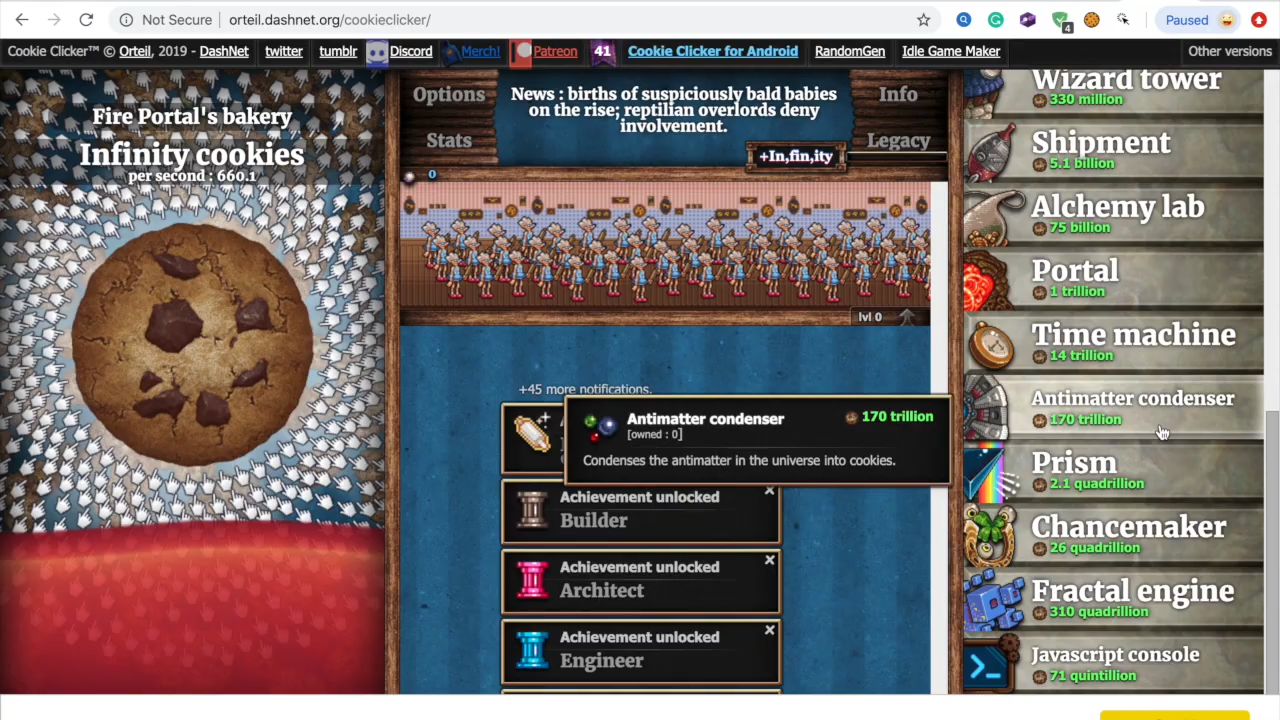 Not Secure
orteil.dashnet.org/cookieclicker/
4
Paused
Cookie Clicker™ © Orteil, 2019 - DashNet
twitter
tumblr
Discord
Merch!
Patreon
41
Cookie Clicker for Android
RandomGen
Idle Game Maker
Other versions
Fire Portal's bakery
Infinity cookies
per second : 660.1
Options
Stats
News : births of suspiciously bald babies
on the rise; reptilian overlords deny
involvement.
Info
Legacy
+In,fin,ity
0
lvl 0
+45 more notifications.
Antimatter condenser
170 trillion
[owned : 0]
Condenses the antimatter in the universe into cookies.
Achievement unlocked
Builder
Achievement unlocked
Architect
Achievement unlocked
Engineer
Wizard tower
330 million
Shipment
5.1 billion
Alchemy lab
75 billion
Portal
1 trillion
Time machine
14 trillion
Antimatter condenser
170 trillion
Prism
2.1 quadrillion
Chancemaker
26 quadrillion
Fractal engine
310 quadrillion
Javascript console
71 quintillion